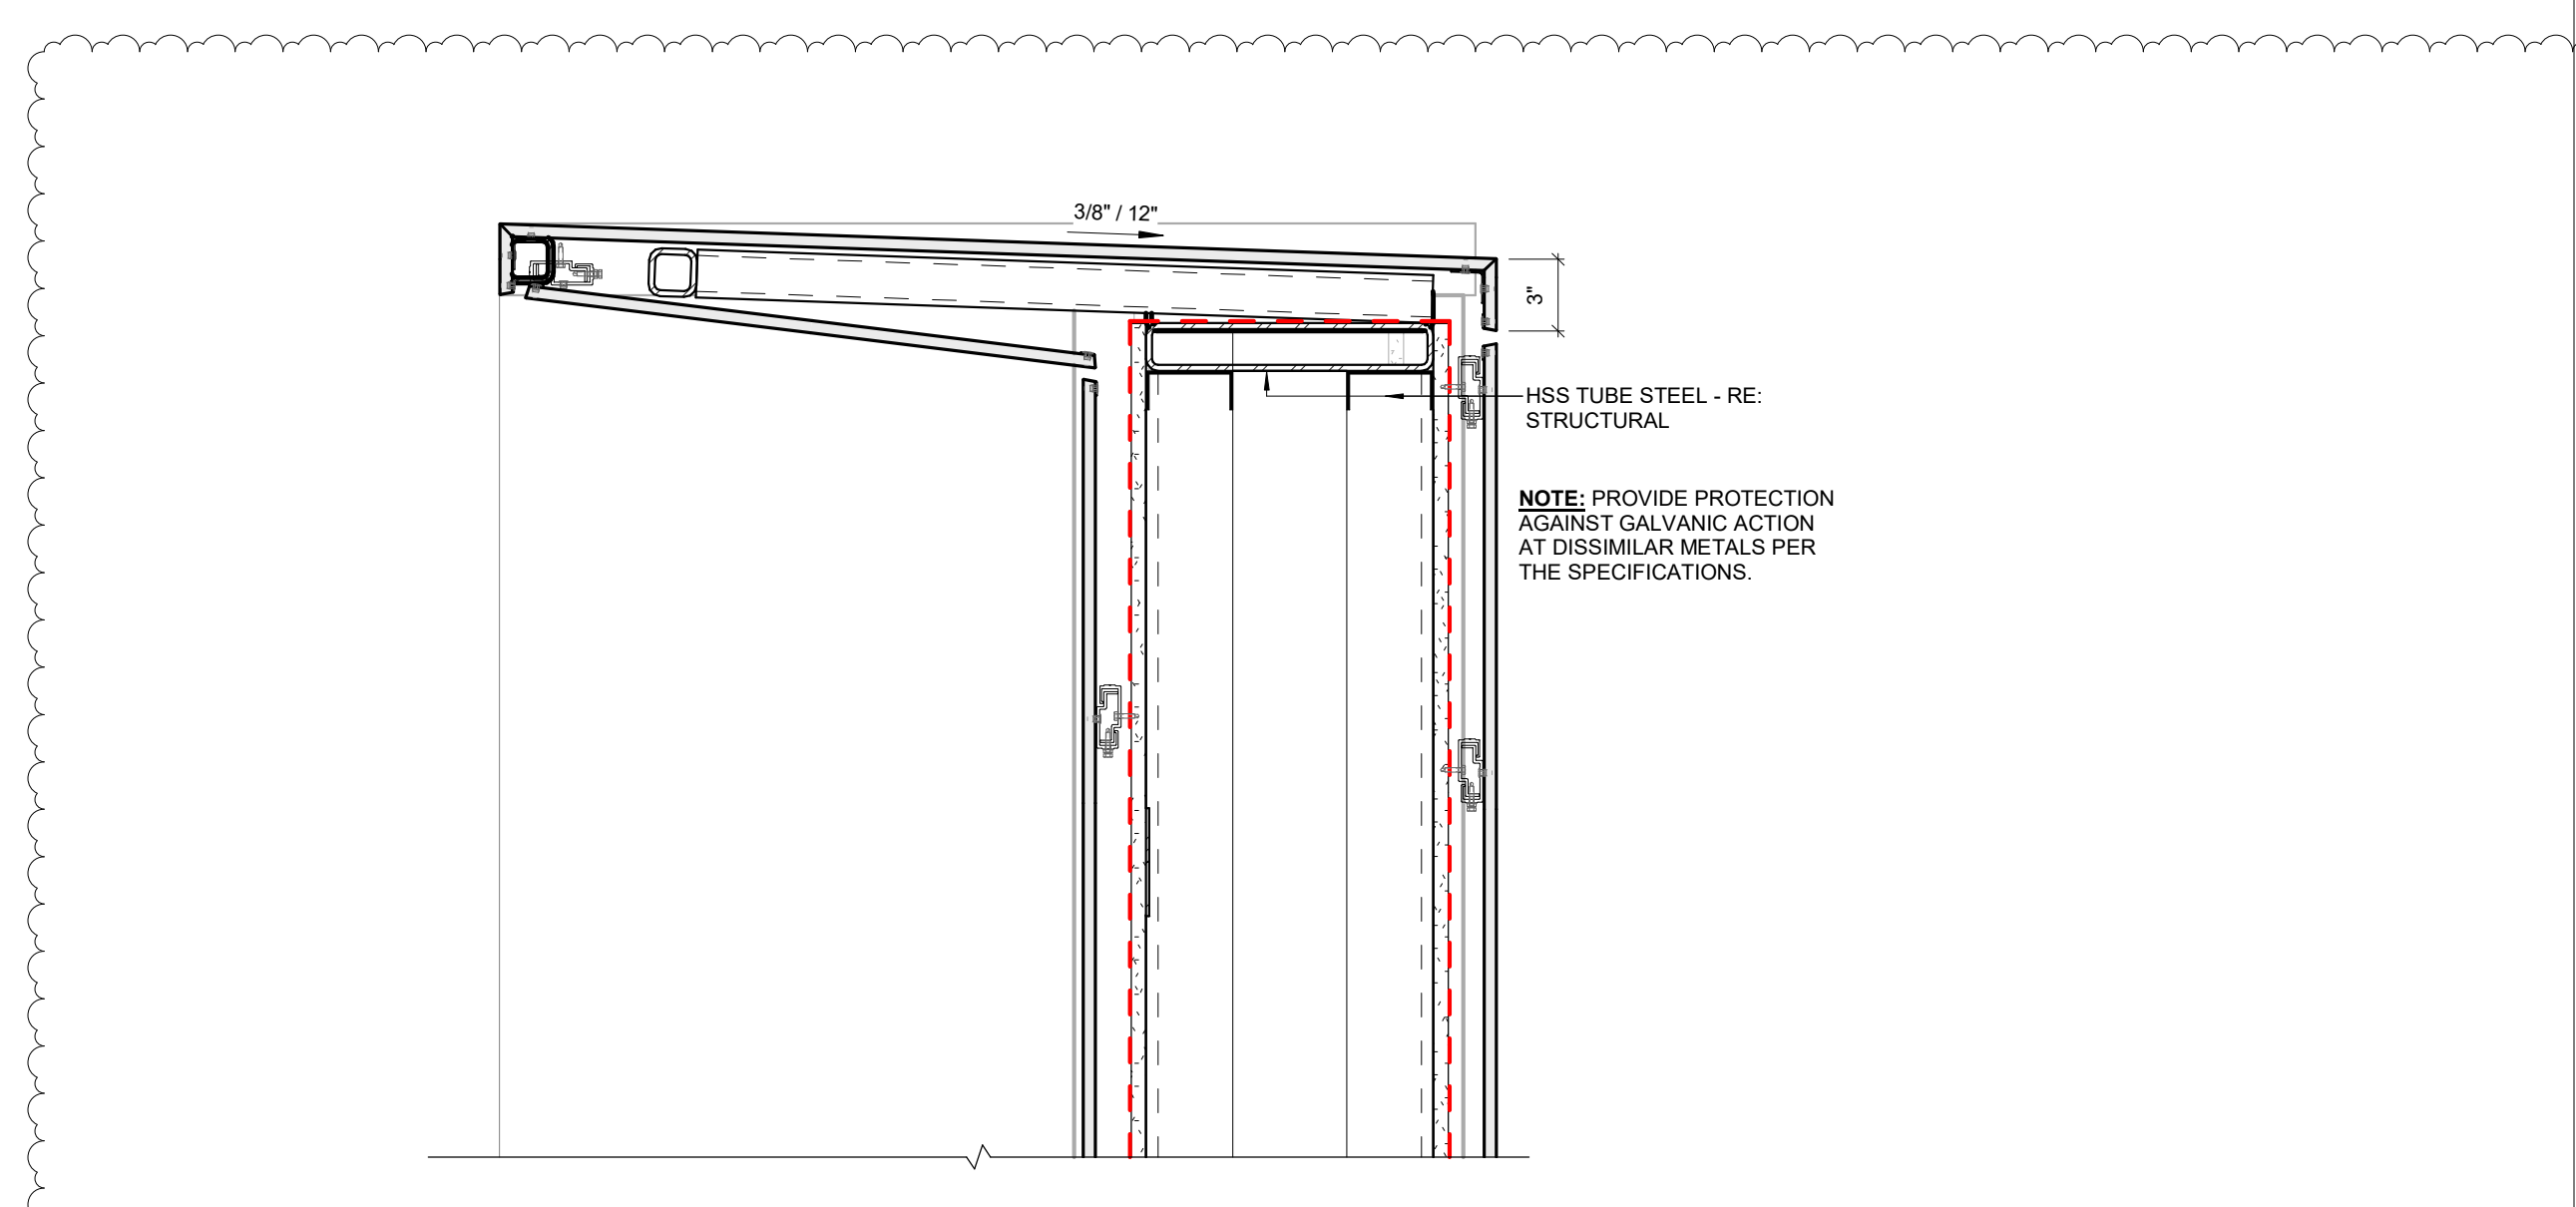 3/8" / 12"
3"
HSS TUBE STEEL - RE:
STRUCTURAL
NOTE: PROVIDE PROTECTION
AGAINST GALVANIC ACTION
AT DISSIMILAR METALS PER
THE SPECIFICATIONS.